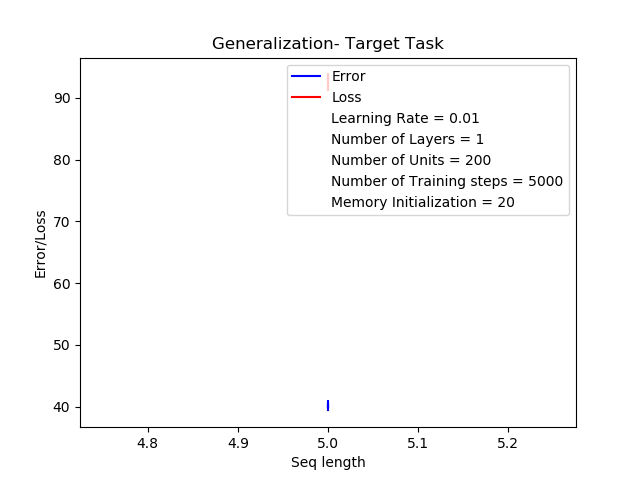 Generalization- Target Task
Error
Loss
Learning Rate = 0.01
Number of Layers = 1
Number of Units = 200
Number of Training steps = 5000
Memory Initialization = 20
90
80
70
60
50
40
Error/Loss
4.8 4.9 5.0 5.1 5.2
Seq length